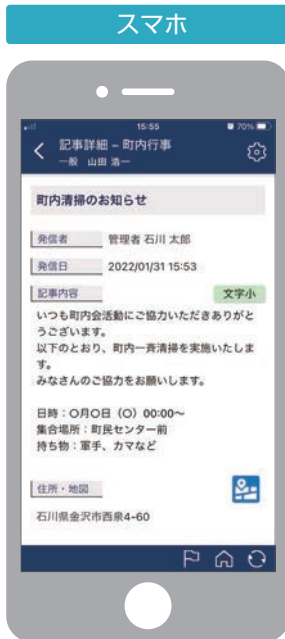 スマホ
15:55
70%
記事詳細 – 町内行事
一般 山田 浩一
町内清掃のお知らせ
発信者 管理者 石川 太郎
発信日 2022/01/31 15:53
記事内容 文字小
いつも町内会活動にご協力いただきありがと
うございます。
以下のとおり、町内一斉清掃を実施いたしま
す。
みなさんのご協力をお願いします。
日時：〇月〇日（〇）00:00～
集合場所：町民センター前
持ち物：軍手、カマなど
住所・地図
石川県金沢市西泉4-60